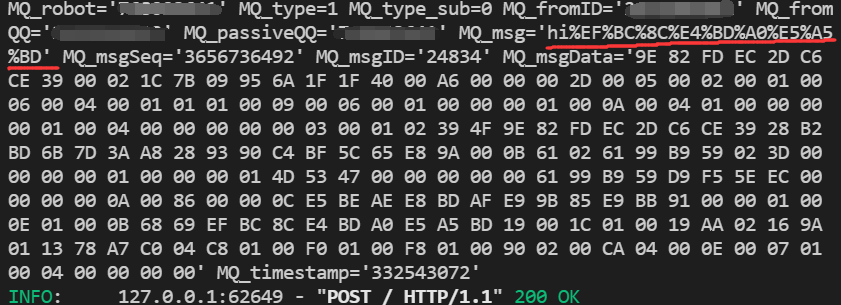 MQ_robot=' ' MQ_type=1 MQ_type_sub=0 MQ_fromID=' ' MQ_from
QQ=' ' MQ_passiveQQ=' ' MQ_msg='hi%EF%BC%8C%E4%BD%A0%E5%A5
%BD' MQ_msgSeq='3656736492' MQ_msgID='24834' MQ_msgData='9E 82 FD EC 2D C6
CE 39 00 02 1C 7B 09 95 6A 1F 1F 40 00 A6 00 00 00 2D 00 05 00 02 00 01 00
06 00 04 00 01 01 01 00 09 00 06 00 01 00 00 00 01 00 0A 00 04 01 00 00 00
00 01 00 04 00 00 00 00 00 03 00 01 02 39 4F 9E 82 FD EC 2D C6 CE 39 28 B2
BD 6B 7D 3A A8 28 93 90 C4 BF 5C 65 E8 9A 00 0B 61 02 61 99 B9 59 02 3D 00
00 00 01 00 00 00 01 4D 53 47 00 00 00 00 00 61 99 B9 59 D9 F5 5E EC 00
00 00 00 0A 00 86 00 00 0C E5 BE AE E8 BD AF E9 9B 85 E9 BB 91 00 00 01 00
0E 01 00 0B 68 69 EF BC 8C E4 BD A0 E5 A5 BD 19 00 1C 01 00 19 AA 02 16 9A
01 13 78 A7 C0 04 C8 01 00 F0 01 00 F8 01 00 90 02 00 CA 04 00 0E 00 07 01
00 04 00 00 00 00' MQ_timestamp='332543072'
INFO: 127.0.0.1:62649 - "POST / HTTP/1.1" 200 OK